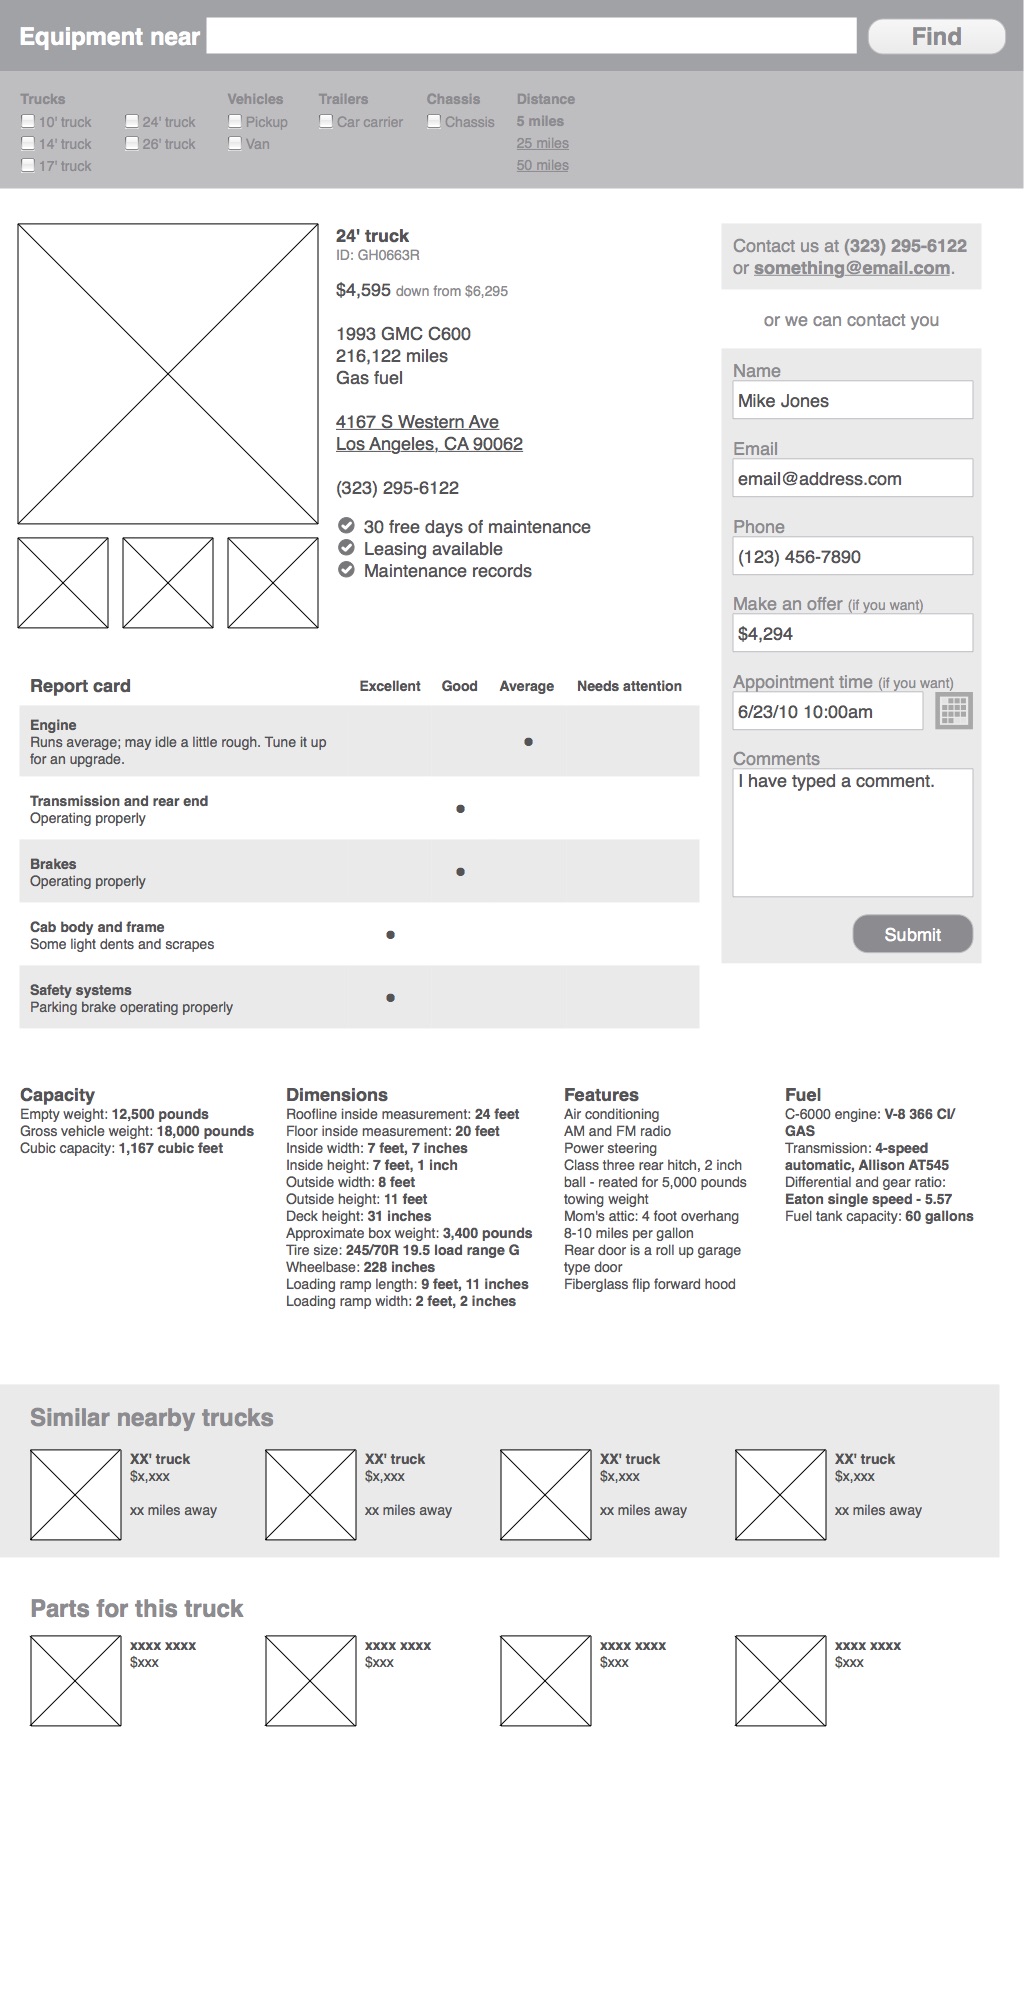 Equipment near
Find
Trucks
10' truck
14' truck
17' truck
24' truck
26' truck
Vehicles
Pickup
Van
Trailers
Car carrier
Chassis
Chassis
Distance
5 miles
25 miles
50 miles
24' truck
ID: GH0663R
$4,595 down from $6,295
1993 GMC C600
216,122 miles
Gas fuel
4167 S Western Ave
Los Angeles, CA 90062
(323) 295-6122
30 free days of maintenance
Leasing available
Maintenance records
Contact us at (323) 295-6122
or something@email.com.
or we can contact you
Name
Mike Jones
Email
email@address.com
Phone
(123) 456-7890
Make an offer (if you want)
$4,294
Appointment time (if you want)
6/23/10 10:00am
Comments
I have typed a comment.
Submit
Report card Excellent Good Average Needs attention
Engine
Runs average; may idle a little rough. Tune it up
for an upgrade.
Transmission and rear end
Operating properly
Brakes
Operating properly
Cab body and frame
Some light dents and scrapes
Safety systems
Parking brake operating properly
Capacity
Empty weight: 12,500 pounds
Gross vehicle weight: 18,000 pounds
Cubic capacity: 1,167 cubic feet
Dimensions
Roofline inside measurement: 24 feet
Floor inside measurement: 20 feet
Inside width: 7 feet, 7 inches
Inside height: 7 feet, 1 inch
Outside width: 8 feet
Outside height: 11 feet
Deck height: 31 inches
Approximate box weight: 3,400 pounds
Tire size: 245/70R 19.5 load range G
Wheelbase: 228 inches
Loading ramp length: 9 feet, 11 inches
Loading ramp width: 2 feet, 2 inches
Features
Air conditioning
AM and FM radio
Power steering
Class three rear hitch, 2 inch
ball - reated for 5,000 pounds
towing weight
Mom's attic: 4 foot overhang
8-10 miles per gallon
Rear door is a roll up garage
type door
Fiberglass flip forward hood
Fuel
C-6000 engine: V-8 366 CI/
GAS
Transmission: 4-speed
automatic, Allison AT545
Differential and gear ratio:
Eaton single speed - 5.57
Fuel tank capacity: 60 gallons
Similar nearby trucks
XX' truck
$x,xxx
xx miles away
XX' truck
$x,xxx
xx miles away
XX' truck
$x,xxx
xx miles away
XX' truck
$x,xxx
xx miles away
Parts for this truck
xxxx xxxx
$xxx
xxxx xxxx
$xxx
xxxx xxxx
$xxx
xxxx xxxx
$xxx